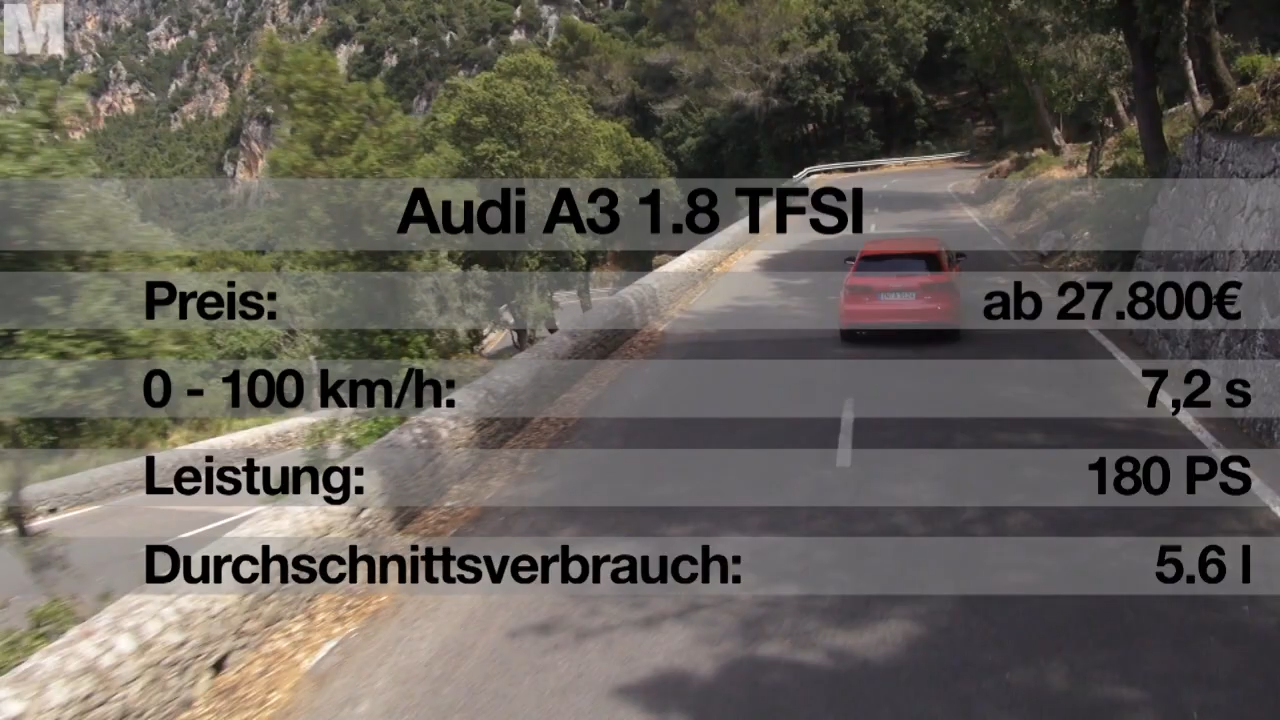 M
Audi A3 1.8 TFSI
Preis: ab 27.800€
0 - 100 km/h: 7,2 s
Leistung: 180 PS
Durchschnittsverbrauch: 5.6 l